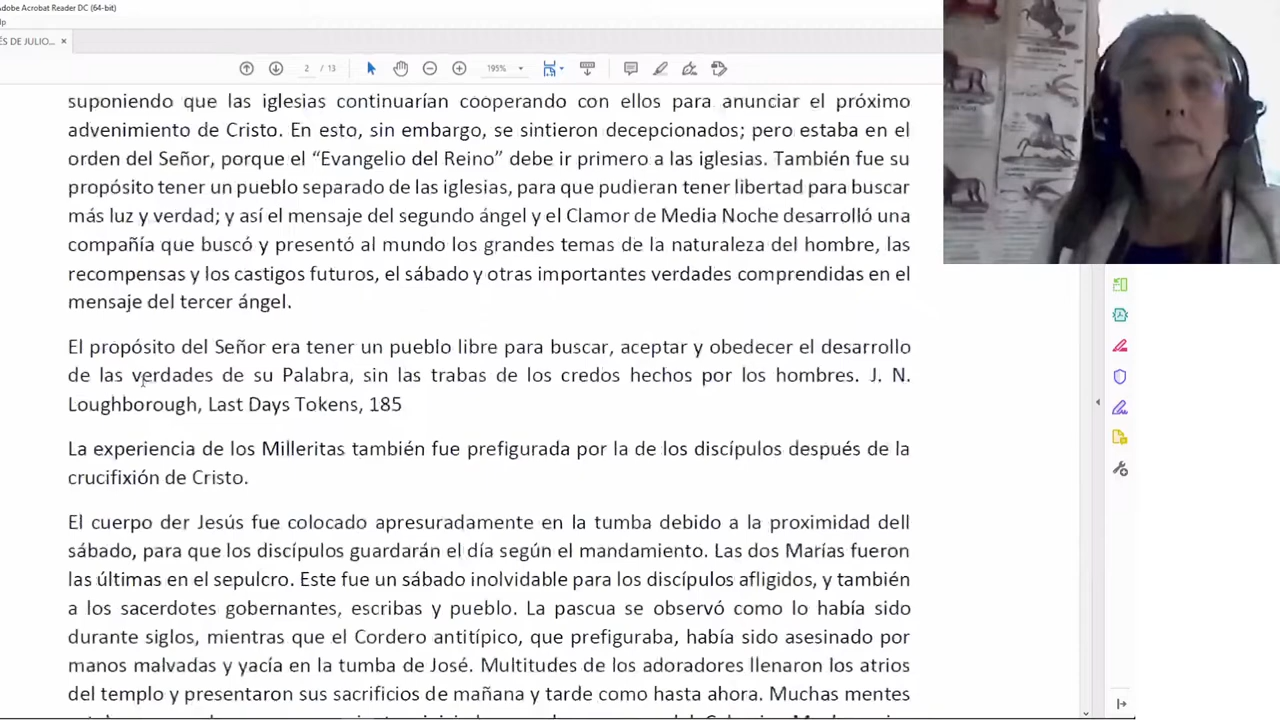 Adobe Acrobat Reader DC (64-bit)
lp
ÉS DE JULIO... ×
2 / 13
195%
suponiendo que las iglesias continuarían cooperando con ellos para anunciar el próximo
advenimiento de Cristo. En esto, sin embargo, se sintieron decepcionados; pero estaba en el
orden del Señor, porque el “Evangelio del Reino” debe ir primero a las iglesias. También fue su
propósito tener un pueblo separado de las iglesias, para que pudieran tener libertad para buscar
más luz y verdad; y así el mensaje del segundo ángel y el Clamor de Media Noche desarrolló una
compañía que buscó y presentó al mundo los grandes temas de la naturaleza del hombre, las
recompensas y los castigos futuros, el sábado y otras importantes verdades comprendidas en el
mensaje del tercer ángel.
El propósito del Señor era tener un pueblo libre para buscar, aceptar y obedecer el desarrollo
de las verdades de su Palabra, sin las trabas de los credos hechos por los hombres. J. N.
Loughborough, Last Days Tokens, 185
La experiencia de los Milleritas también fue prefigurada por la de los discípulos después de la
crucifixión de Cristo.
El cuerpo der Jesús fue colocado apresuradamente en la tumba debido a la proximidad dell
sábado, para que los discípulos guardarán el día según el mandamiento. Las dos Marías fueron
las últimas en el sepulcro. Este fue un sábado inolvidable para los discípulos afligidos, y también
a los sacerdotes gobernantes, escribas y pueblo. La pascua se observó como lo había sido
durante siglos, mientras que el Cordero antitípico, que prefiguraba, había sido asesinado por
manos malvadas y yacía en la tumba de José. Multitudes de los adoradores llenaron los atrios
del templo y presentaron sus sacrificios de mañana y tarde como hasta ahora. Muchas mentes